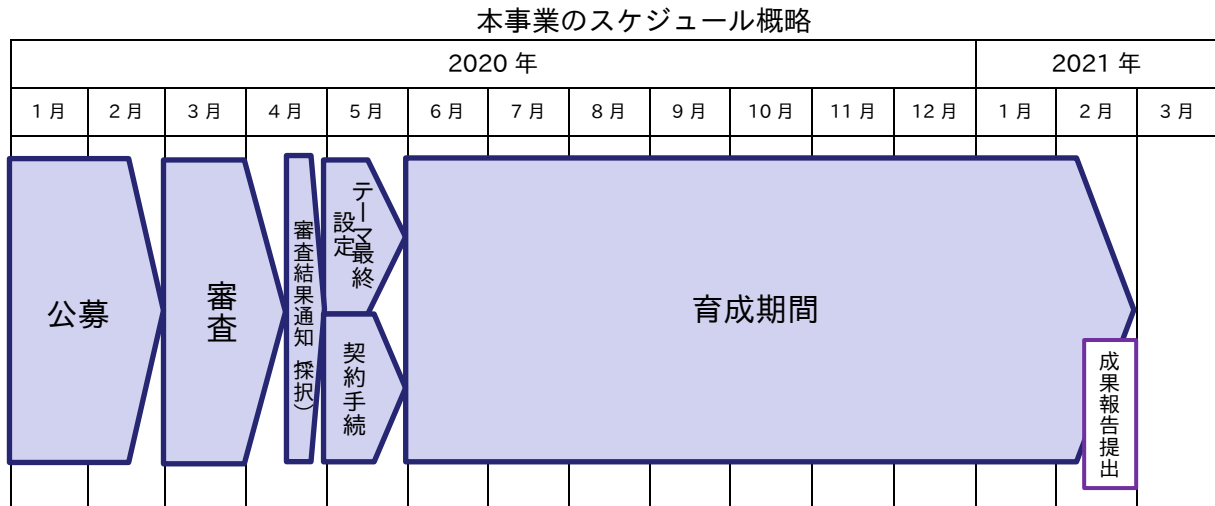 本事業のスケジュール概略
2020 年
2021 年
1 月
2 月
3 月
4 月
5 月
6 月
7 月
8 月
9 月
10 月
11 月
12 月
1 月
2 月
3 月
公募
審査
審査結果通知（採択）
テーマ最終
設定
契約手続
育成期間
成果報告提出